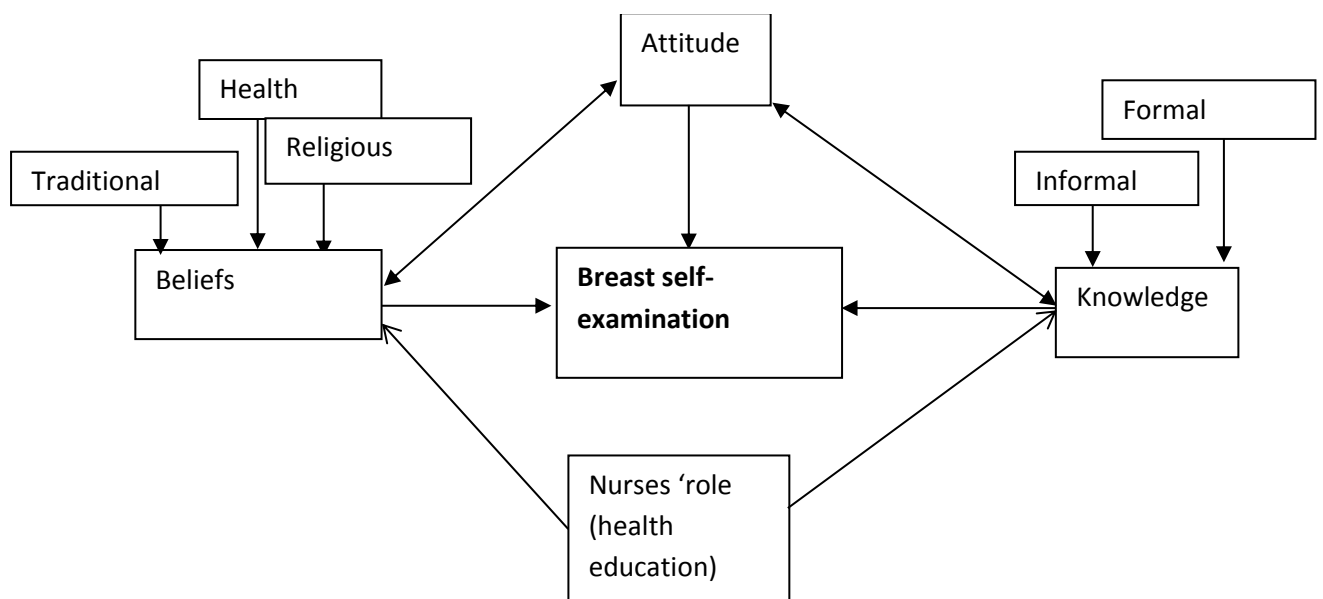 Attitude
Health
Formal
Religious
Traditional
Informal
Beliefs
Breast self-
examination
Knowledge
Nurses ‘role
(health
education)